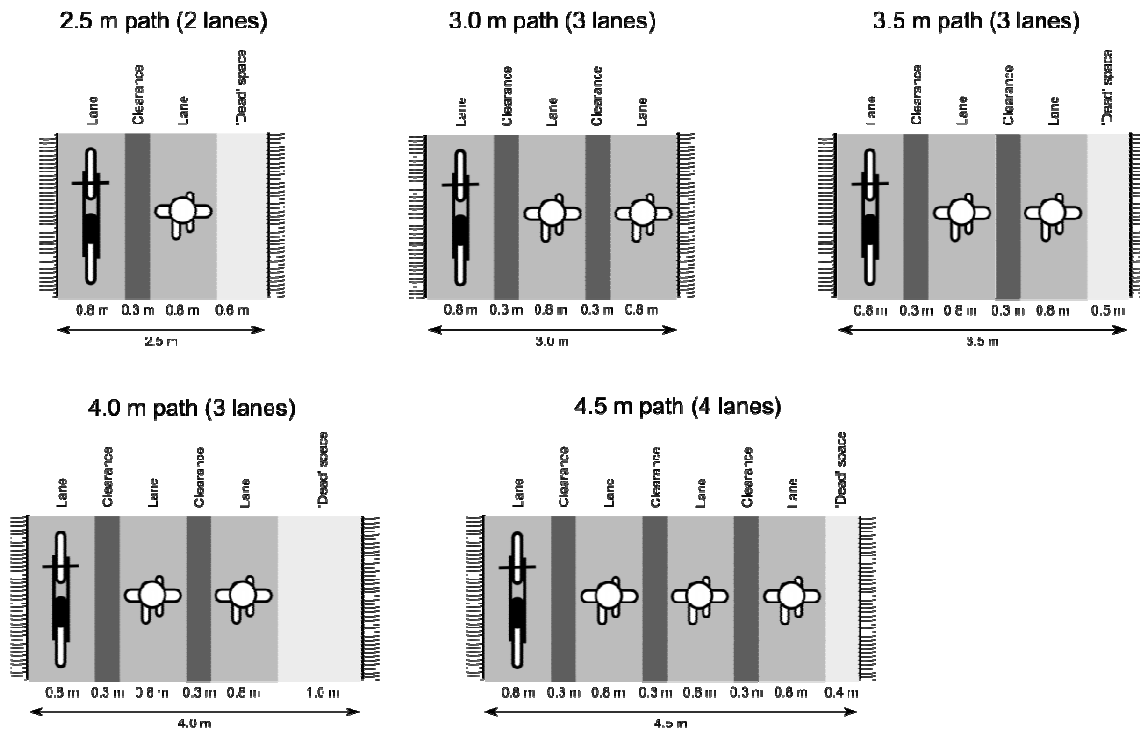 2.5 m path (2 lanes)
Lane
Clearance
Lane
'Dead' space
0.8 m 0.3 m 0.8 m 0.6 m
2.5 m
3.0 m path (3 lanes)
Lane
Clearance
Lane
Clearance
Lane
0.8 m 0.3 m 0.8 m 0.3 m 0.8 m
3.0 m
3.5 m path (3 lanes)
Lane
Clearance
Lane
Clearance
Lane
'Dead' space
0.8 m 0.3 m 0.8 m 0.3 m 0.8 m 0.5 m
3.5 m
4.0 m path (3 lanes)
Lane
Clearance
Lane
Clearance
Lane
'Dead' space
0.8 m 0.3 m 0.8 m 0.3 m 0.8 m 1.0 m
4.0 m
4.5 m path (4 lanes)
Lane
Clearance
Lane
Clearance
Lane
Clearance
Lane
'Dead' space
0.8 m 0.3 m 0.8 m 0.3 m 0.8 m 0.3 m 0.8 m 0.4 m
4.5 m